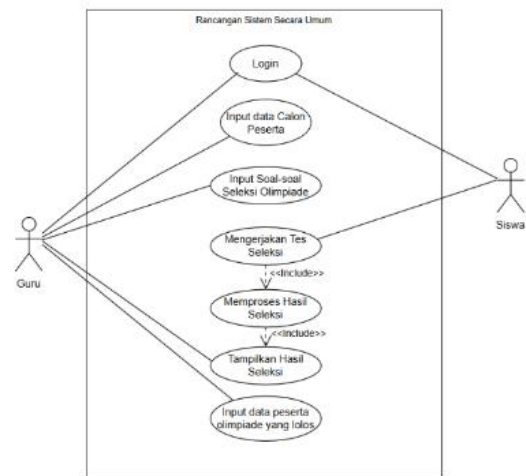 Rancangan Sistem Secara Umum
Login
Input data Calon
Peserta
Input Soal-soal
Seleksi Olimpiade
Mengerjakan Tes
Seleksi
<<Include>>
Memproses Hasil
Seleksi
<<Include>>
Tampilkan Hasil
Seleksi
Input data peserta
olimpiade yang lolos
Guru
Siswa